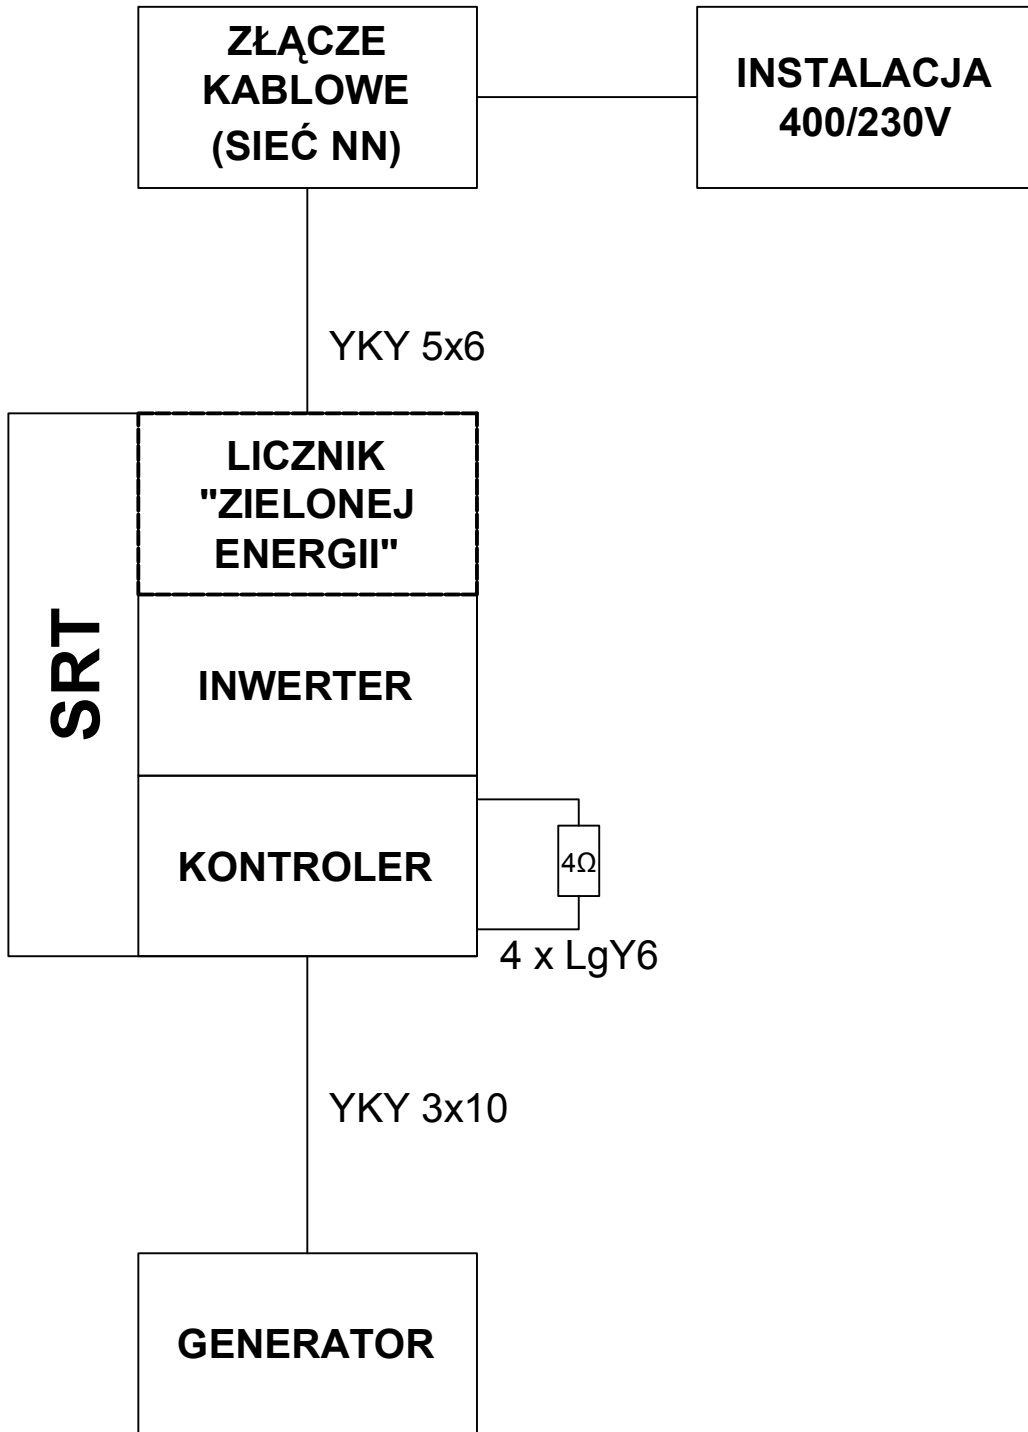 ZŁĄCZE
KABLOWE
(SIEĆ NN)
INSTALACJA
400/230V
YKY 5x6
SRT
LICZNIK
"ZIELONEJ
ENERGII"
INWERTER
KONTROLER
4Ω
4 x LgY6
YKY 3x10
GENERATOR